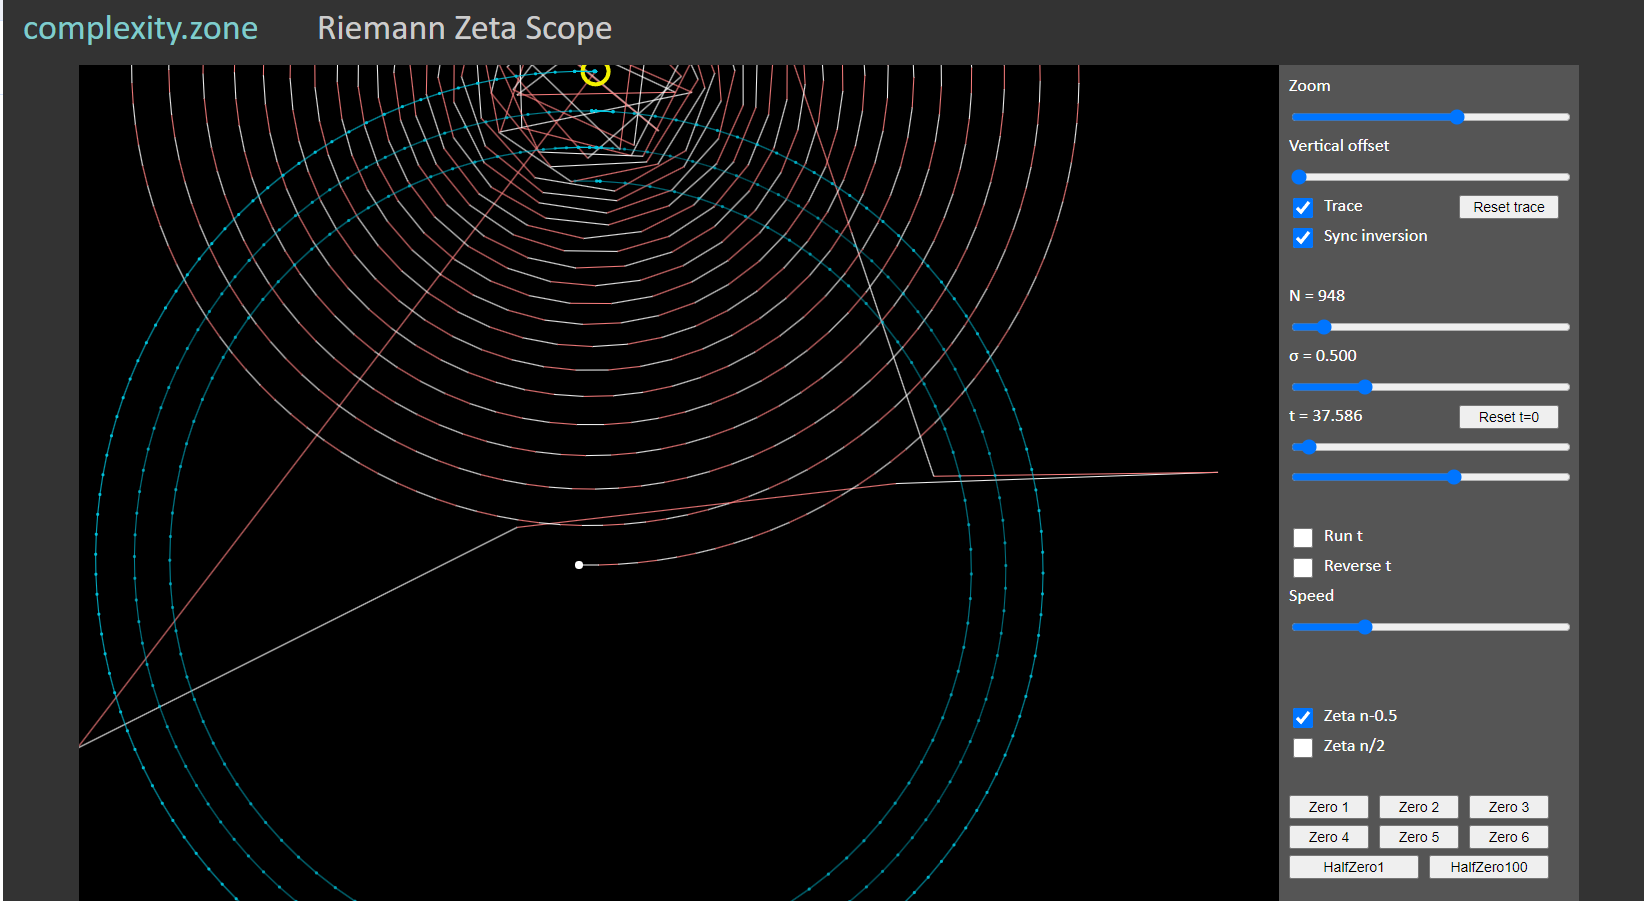 complexity.zone Riemann Zeta Scope
Zoom
Vertical offset
Trace Reset trace
Sync inversion
N = 948
σ = 0.500
t = 37.586 Reset t=0
Run t
Reverse t
Speed
Zeta n-0.5
Zeta n/2
Zero 1 Zero 2 Zero 3
Zero 4 Zero 5 Zero 6
HalfZero1 HalfZero100